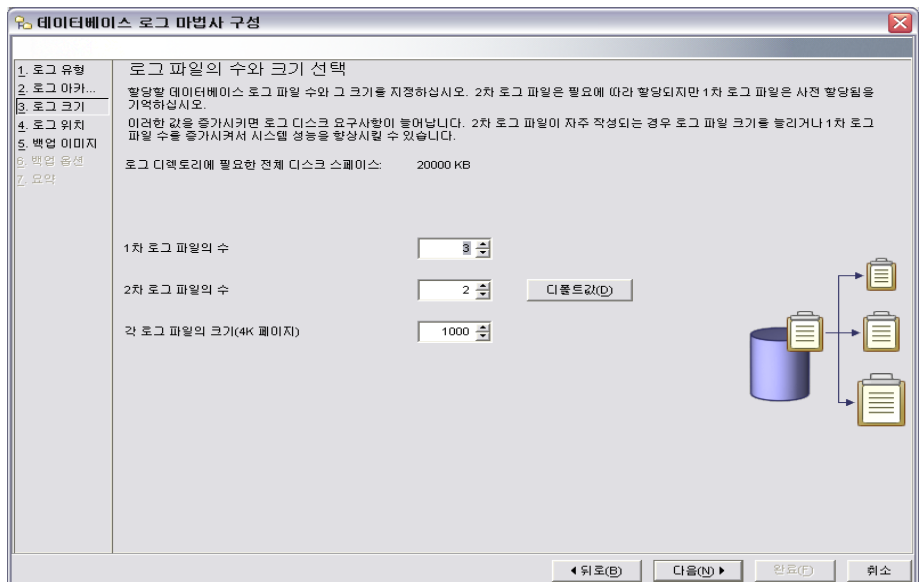 데이터베이스 로그 마법사 구성
1. 로그 유형
2. 로그 아카...
3. 로그 크기
4. 로그 위치
5. 백업 이미지
6. 백업 옵션
7. 요약
로그 파일의 수와 크기 선택
할당할 데이터베이스 로그 파일 수와 그 크기를 지정하십시오. 2차 로그 파일은 필요에 따라 할당되지만 1차 로그 파일은 사전 할당됨을
기억하십시오.
이러한 값을 증가시키면 로그 디스크 요구사항이 늘어납니다. 2차 로그 파일이 자주 작성되는 경우 로그 파일 크기를 늘리거나 1차 로그
파일 수를 증가시켜서 시스템 성능을 향상시킬 수 있습니다.
로그 디렉토리에 필요한 전체 디스크 스페이스: 20000 KB
1차 로그 파일의 수 3
2차 로그 파일의 수 2 디폴트값(D)
각 로그 파일의 크기(4K 페이지) 1000
뒤로(B) 다음(N) 완료(F) 취소